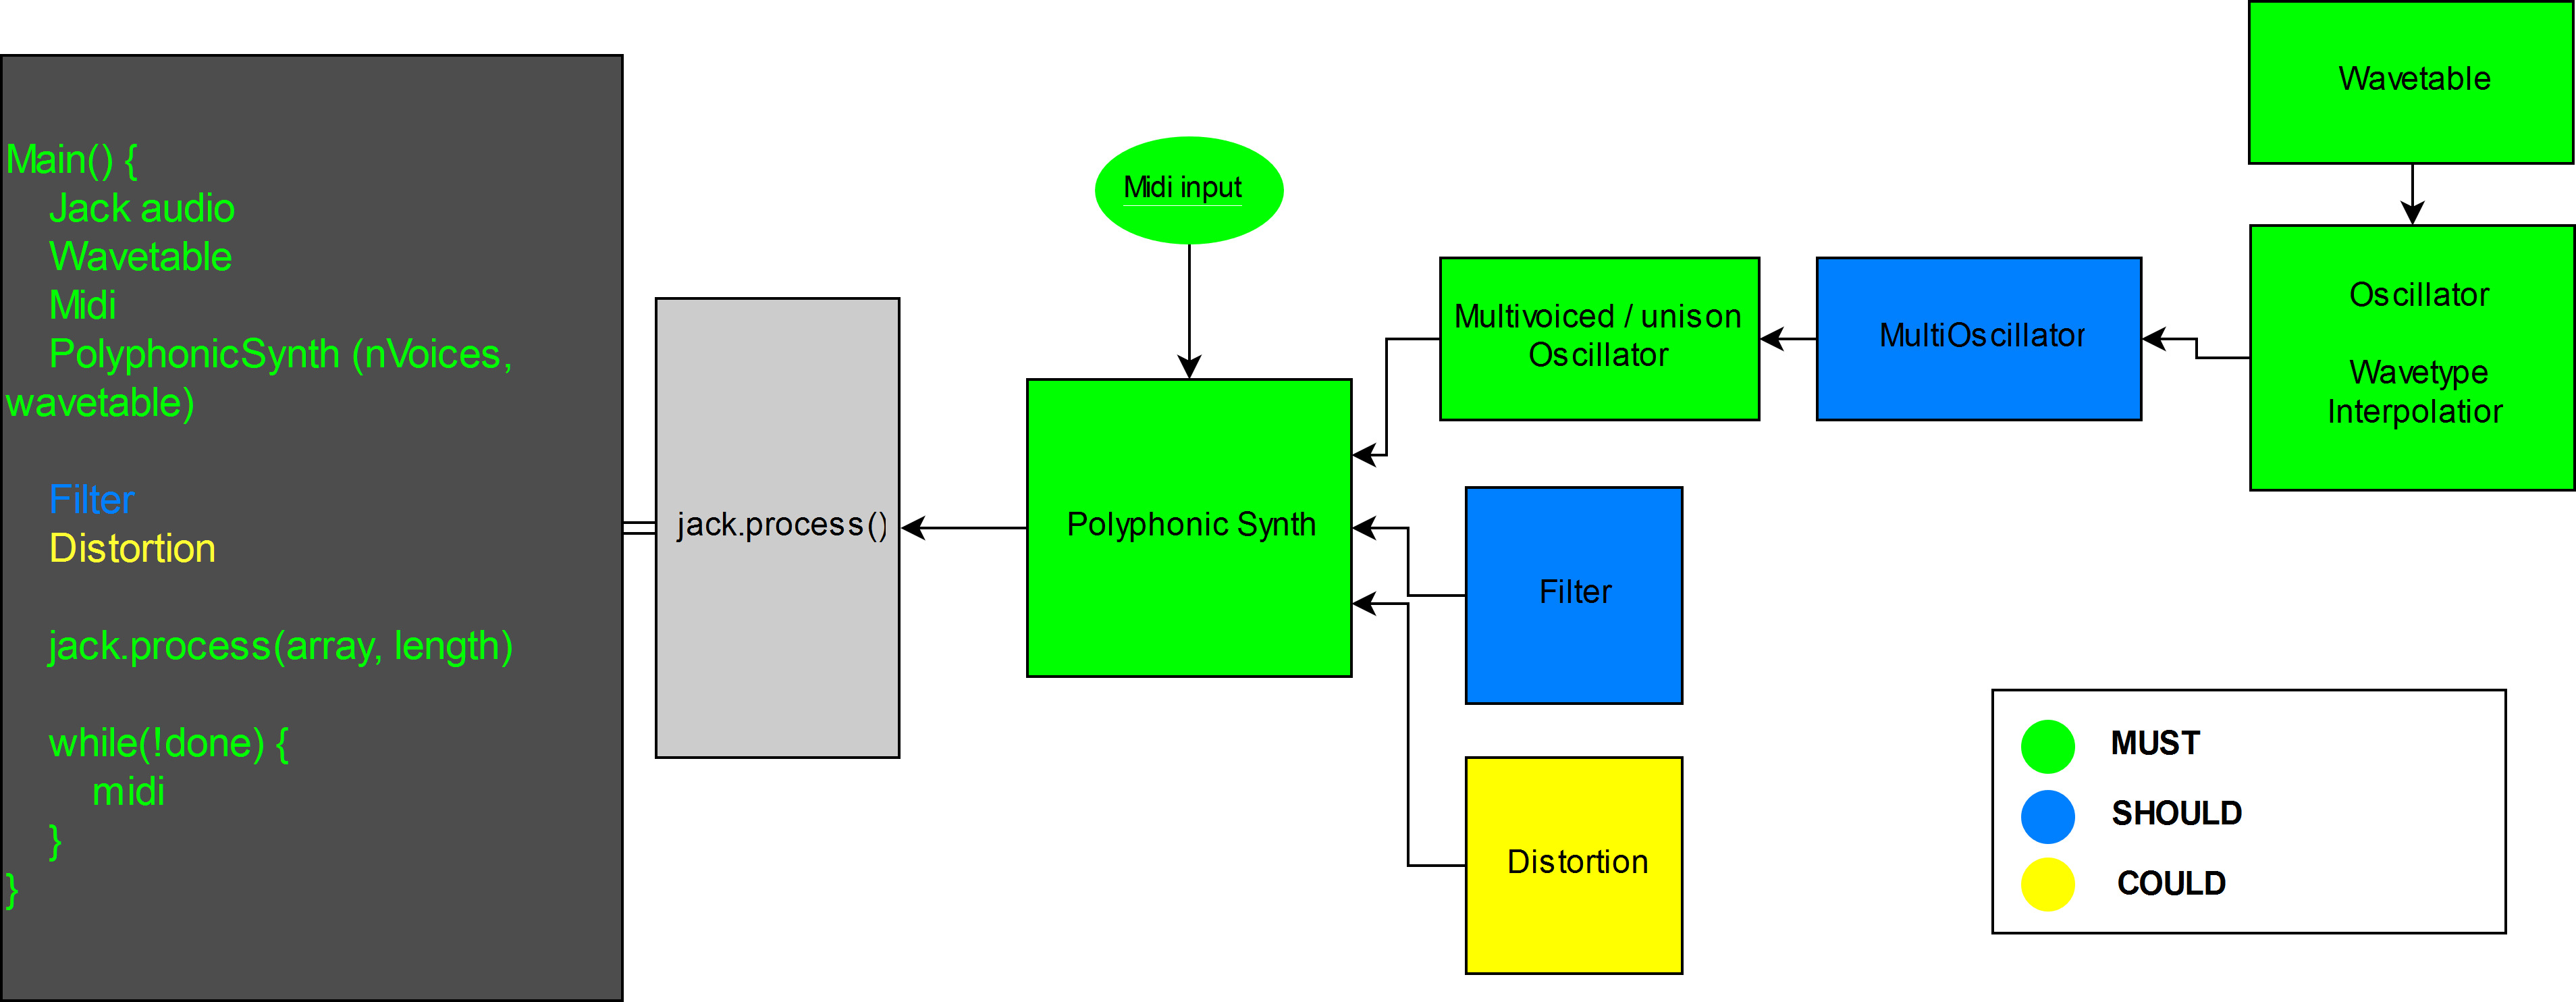 Main() {
Jack audio
Wavetable
Midi
PolyphonicSynth (nVoices,
wavetable)
Filter
Distortion
jack.process(array, length)
while(!done) {
midi
}
}
jack.process()
Midi input
Polyphonic Synth
Multivoiced / unison
Oscillator
MultiOscillator
Wavetable
Oscillator
Wavetype
Interpolatior
Filter
Distortion
MUST
SHOULD
COULD